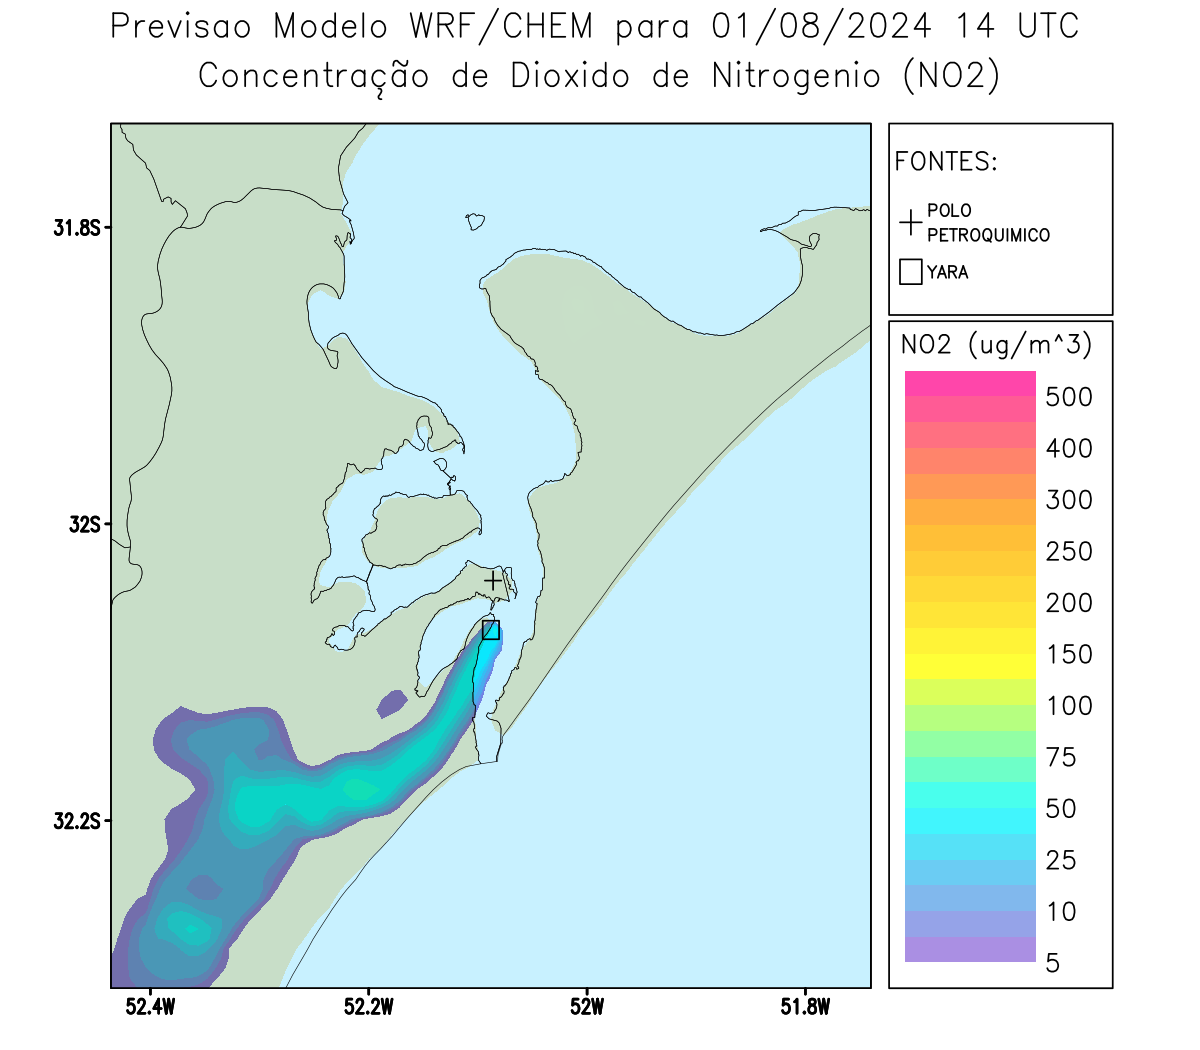 Previsao Modelo WRF/CHEM para 01/08/2024 14 UTC
Concentração de Dioxido de Nitrogenio (NO2)
FONTES:
POLO
PETROQUIMICO
YARA
31.8S
32S
32.2S
52.4W
52.2W
52W
51.8W
NO2 (ug/m^3)
500
400
300
250
200
150
100
75
50
25
10
5